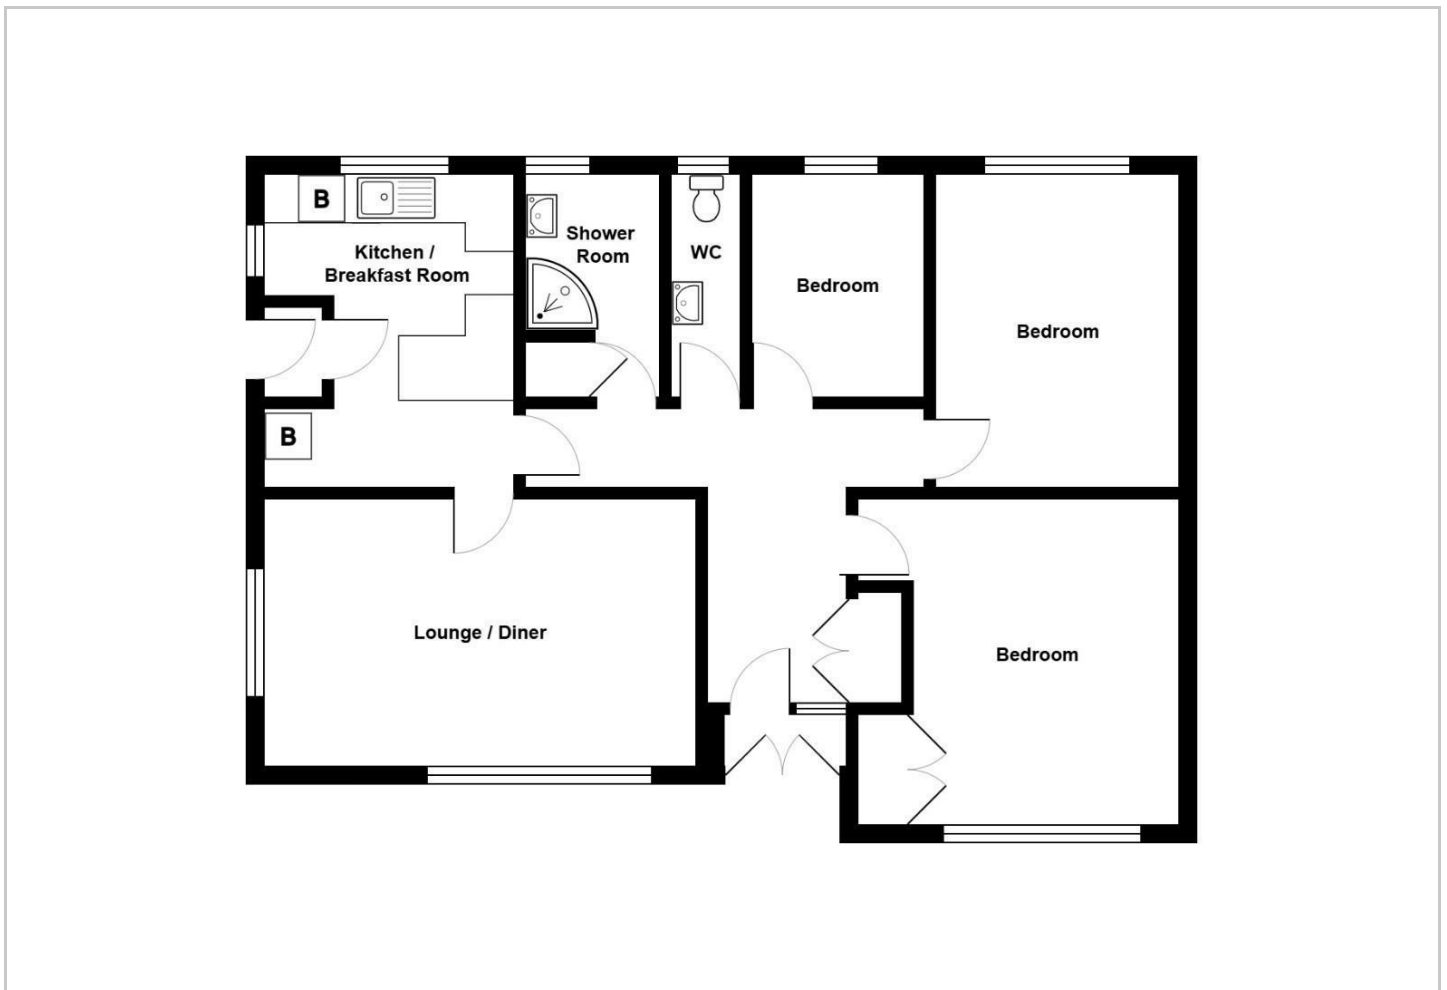 B
Kitchen /
Breakfast Room
Shower
Room
WC
Bedroom
Bedroom
B
Lounge / Diner
Bedroom